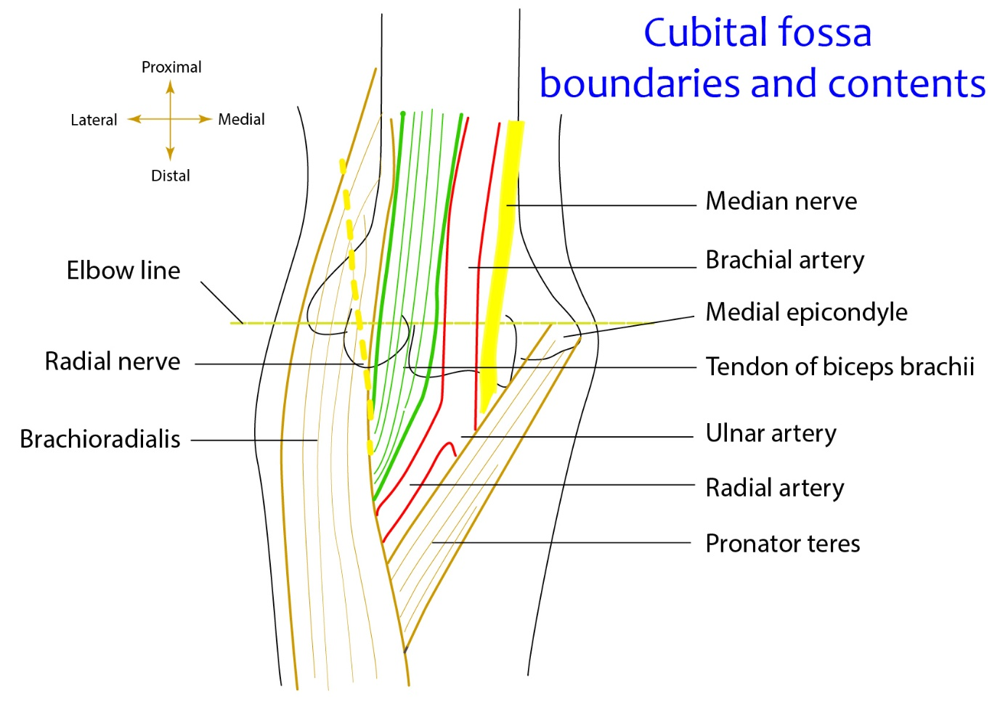 Cubital fossa
boundaries and contents
Proximal
Lateral
Medial
Distal
Elbow line
Radial nerve
Brachioradialis
Median nerve
Brachial artery
Medial epicondyle
Tendon of biceps brachii
Ulnar artery
Radial artery
Pronator teres